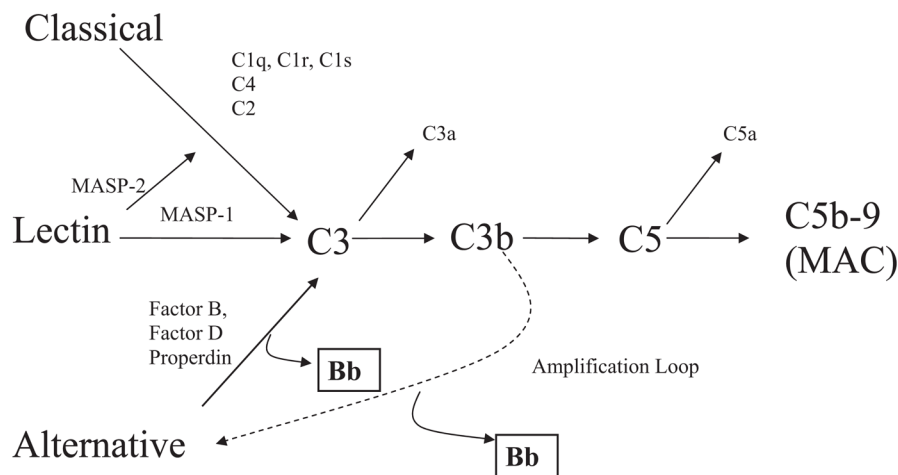 Classical
C1q, C1r, C1s
C4
C2
C3a
C5a
MASP-2
MASP-1
Lectin
C3
C3b
C5
C5b-9
(MAC)
Factor B,
Factor D
Properdin
Bb
Amplification Loop
Alternative
Bb